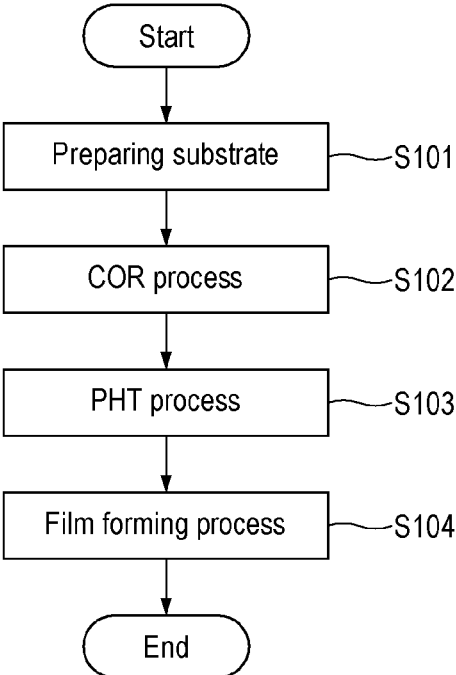 Start
Preparing substrate
S101
COR process
S102
PHT process
S103
Film forming process
S104
End